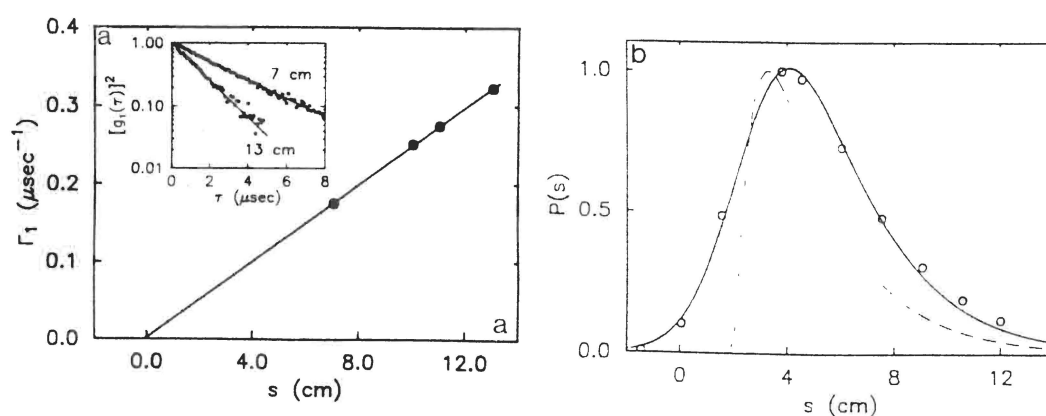 a
0.4
0.3
0.2
0.1
0.0
Γ₁ (μsec⁻¹)
0.0 4.0 8.0 12.0
s (cm)
a
1.00
0.10
0.01
[g₁(τ)]²
7 cm
13 cm
0 2 4 6 8
τ (μsec)
b
1.0
0.5
0.0
P(s)
0 4 8 12
s (cm)